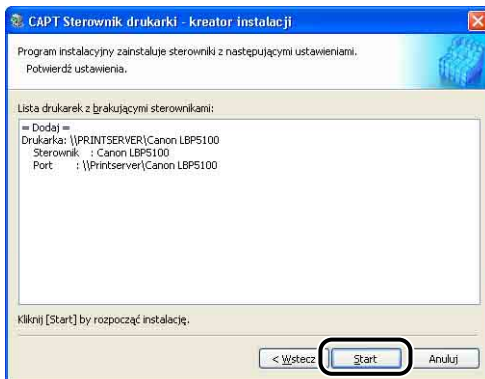 CAPT Sterownik drukarki - kreator instalacji
Program instalacyjny zainstaluje sterowniki z następującymi ustawieniami.
Potwierdź ustawienia.
Lista drukarek z brakującymi sterownikami:
= Dodaj =
Drukarka: \\PRINTSERVER\Canon LBP5100
Sterownik : Canon LBP5100
Port : \\Printserver\Canon LBP5100
Kliknij [Start] by rozpocząć instalację.
< Wstecz Start Anuluj